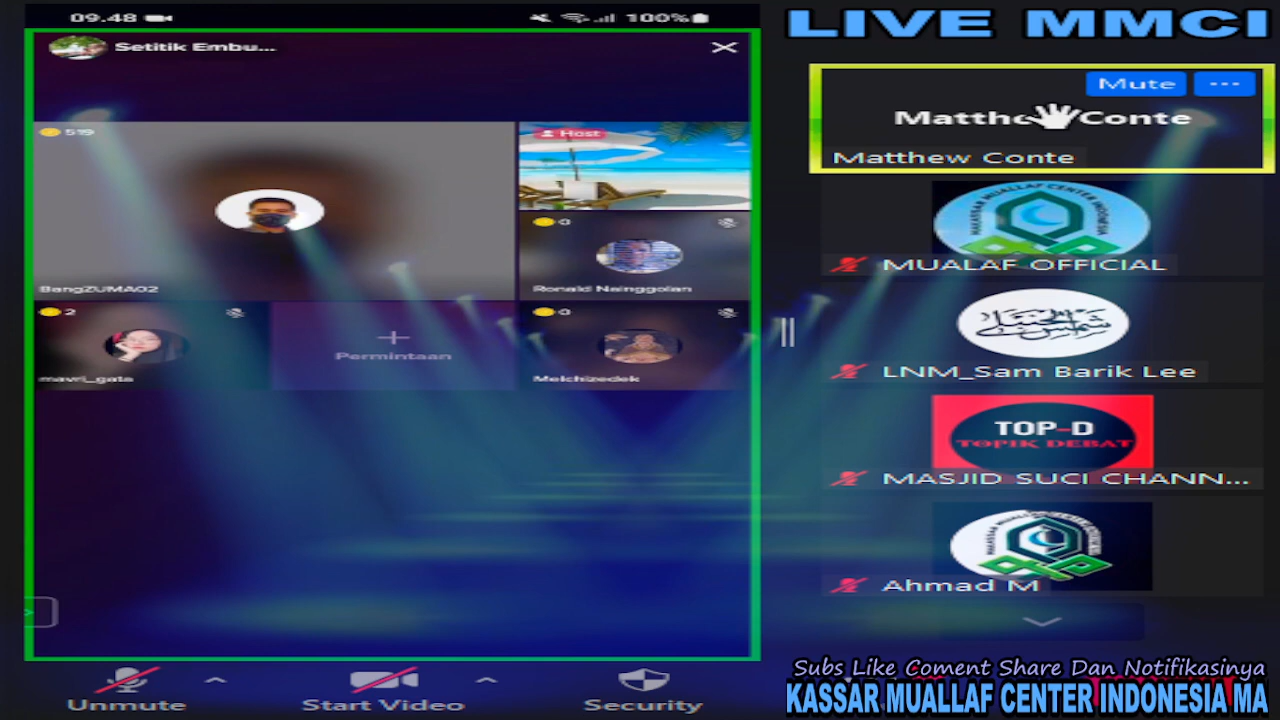 09.48
100%
LIVE MMCI
Setitik Embu...
Mute
Matthew Conte
519
Host
BangZUMA02
0
Ronald Nainggolan
2
mavri_gata
Permintaan
0
Melchizedek
MUALAF OFFICIAL
LNM_Sam Barik Lee
TOP-D
TOPIK DEBAT
MASJID SUCI CHANN...
Ahmad M
Unmute
Start Video
Security
Subs Like Coment Share Dan Notifikasinya
KASSAR MUALLAF CENTER INDONESIA MA